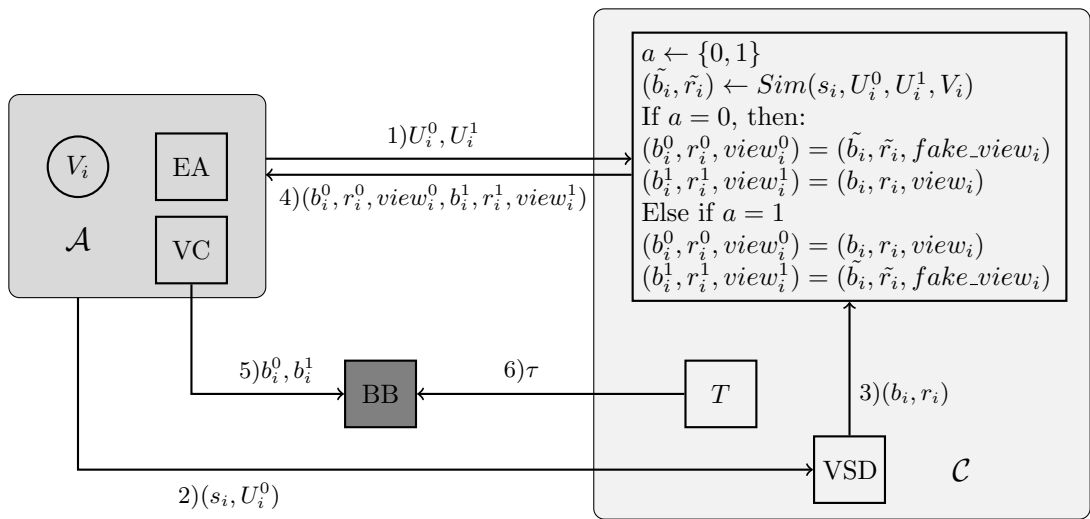 a ← {0, 1}
(b̃_i, r̃_i) ← Sim(s_i, U_i^0, U_i^1, V_i)
If a = 0, then:
(b_i^0, r_i^0, view_i^0) = (b̃_i, r̃_i, fake_view_i)
(b_i^1, r_i^1, view_i^1) = (b_i, r_i, view_i)
Else if a = 1
(b_i^0, r_i^0, view_i^0) = (b_i, r_i, view_i)
(b_i^1, r_i^1, view_i^1) = (b̃_i, r̃_i, fake_view_i)
1)U_i^0, U_i^1
4)(b_i^0, r_i^0, view_i^0, b_i^1, r_i^1, view_i^1)
V_i
EA
𝒜
VC
5)b_i^0, b_i^1
BB
6)τ
T
3)(b_i, r_i)
VSD
𝒞
2)(s_i, U_i^0)